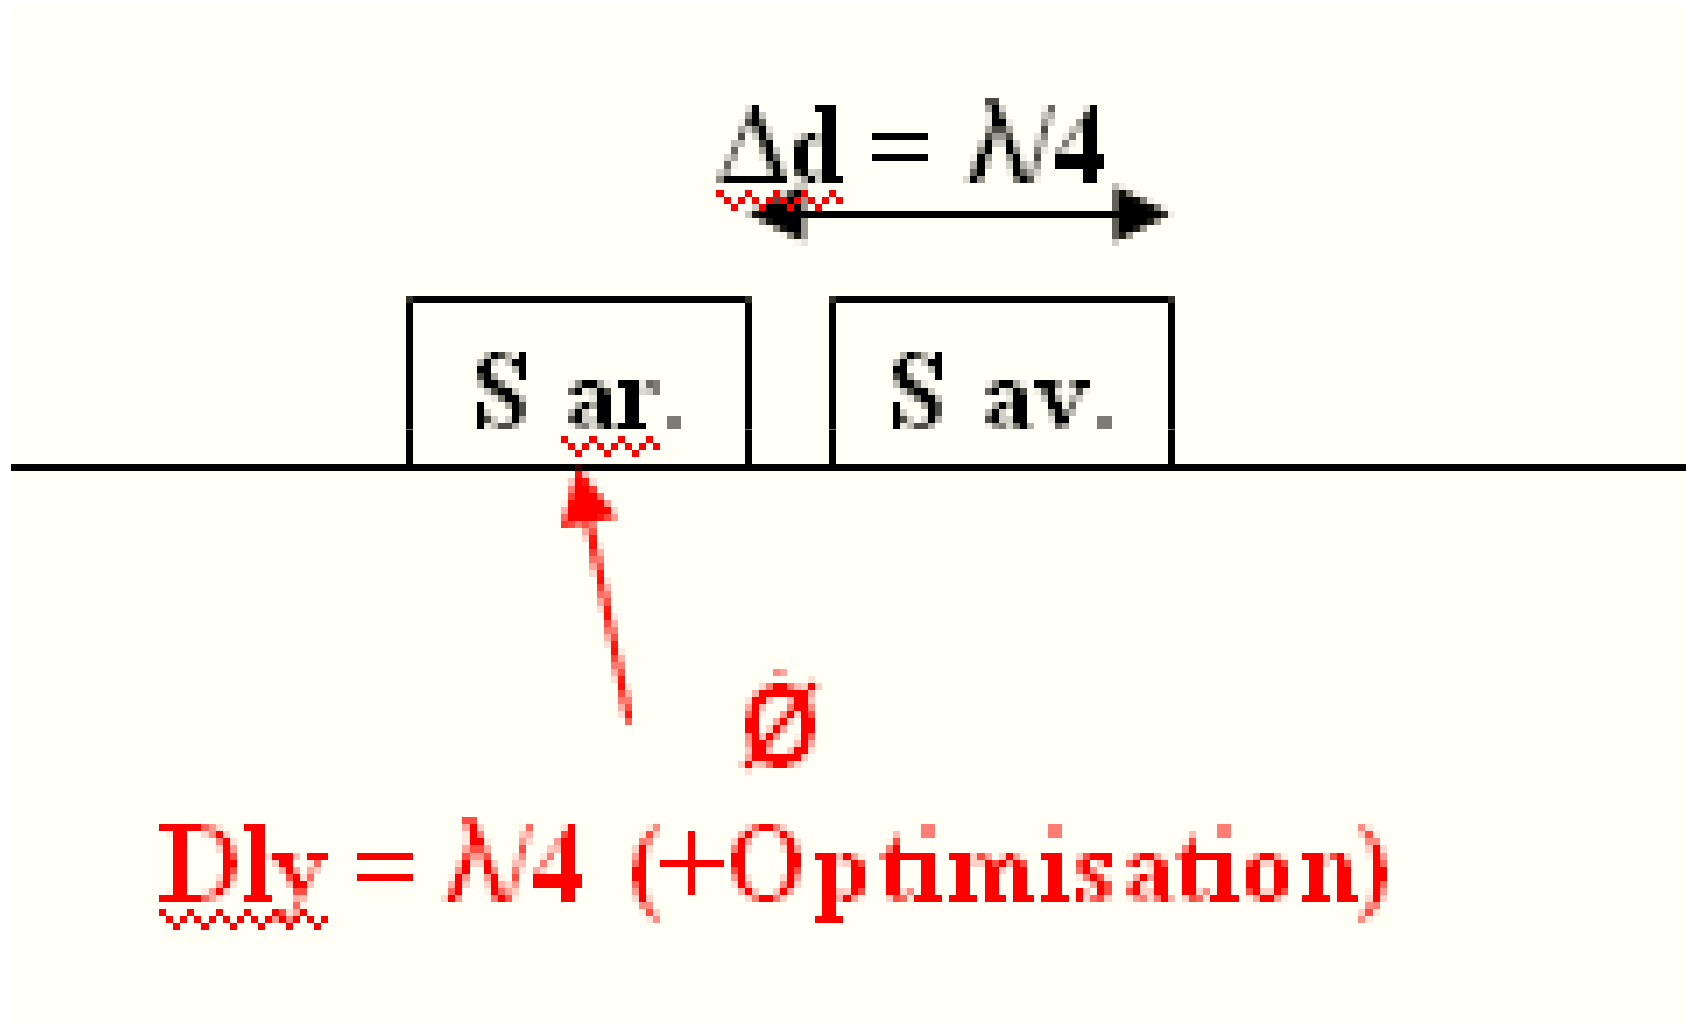 Δd = λ/4
S ar. S av.
Ø
Dly = λ/4 (+Optimisation)